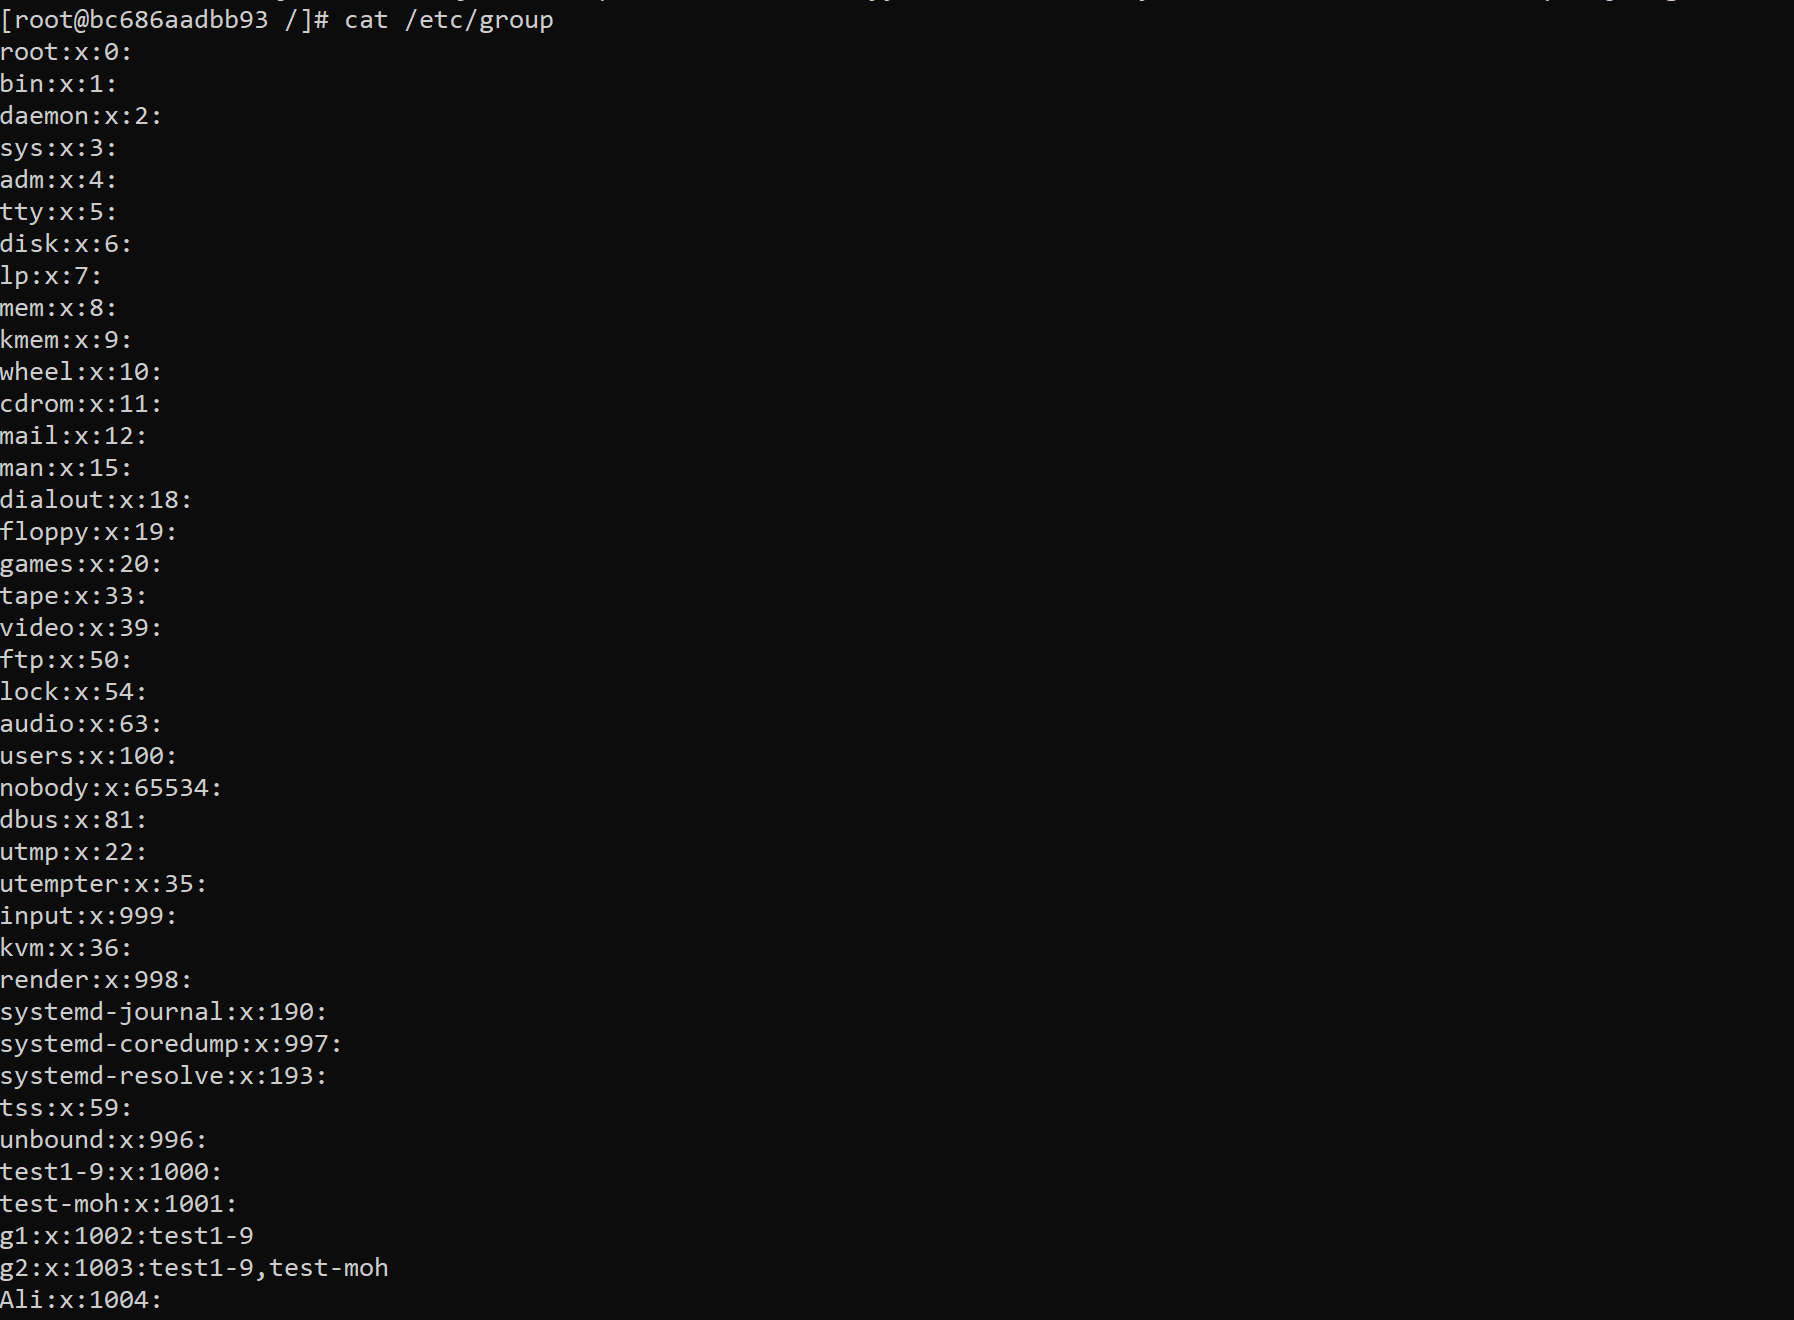 [root@bc686aadbb93 /]# cat /etc/group
root:x:0:
bin:x:1:
daemon:x:2:
sys:x:3:
adm:x:4:
tty:x:5:
disk:x:6:
lp:x:7:
mem:x:8:
kmem:x:9:
wheel:x:10:
cdrom:x:11:
mail:x:12:
man:x:15:
dialout:x:18:
floppy:x:19:
games:x:20:
tape:x:33:
video:x:39:
ftp:x:50:
lock:x:54:
audio:x:63:
users:x:100:
nobody:x:65534:
dbus:x:81:
utmp:x:22:
utempter:x:35:
input:x:999:
kvm:x:36:
render:x:998:
systemd-journal:x:190:
systemd-coredump:x:997:
systemd-resolve:x:193:
tss:x:59:
unbound:x:996:
test1-9:x:1000:
test-moh:x:1001:
g1:x:1002:test1-9
g2:x:1003:test1-9,test-moh
Ali:x:1004: